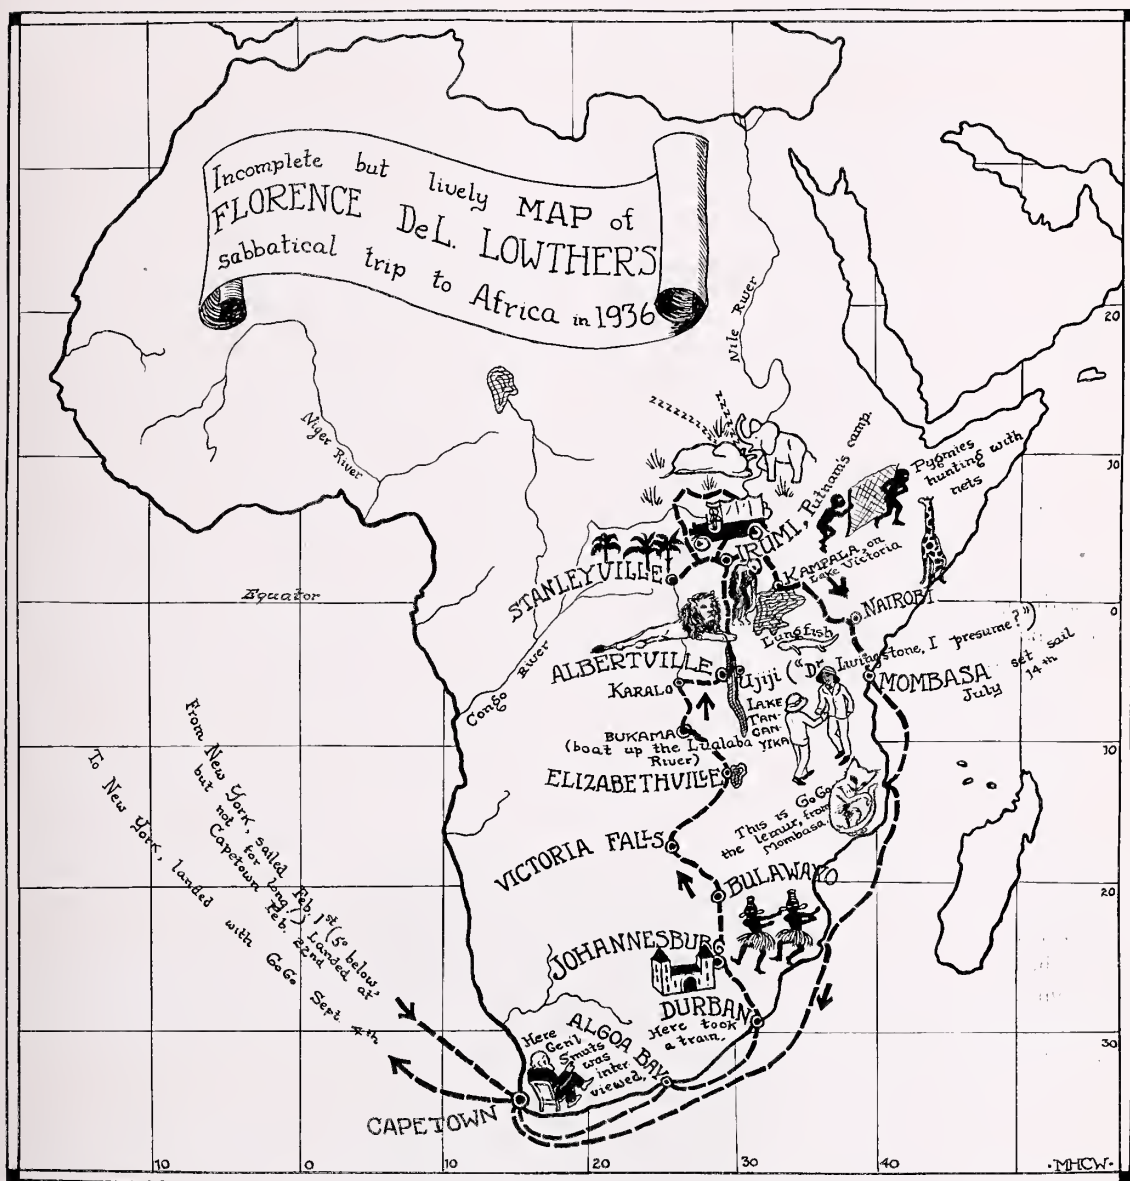 Incomplete but lively MAP of
FLORENCE DeL. LOWTHER'S
sabbatical trip to Africa in 1936
Nile River
20
Niger River
zzzzzzzzz
zzzzz
10
IRUMI, Putnam's camp.
Pygmies
hunting with
nets
STANLEYVILLE
KAMPALA, on
Lake Victoria
Equator
0
NAIROBI
Lungfish
Congo River
ALBERTVILLE
Ujiji ("Dr. Livingstone, I presume?")
KARALO
MOMBASA set sail
July 14th
LAKE
TAN-
GAN-
YIKA
BUKAMA
(boat up the Lualaba
River)
10
ELIZABETHVILLE
This is GoGo
the lemur, from
Mombasa
VICTORIA FALLS
BULAWAYO
20
From New York, sailed Feb. 1st (5° below,
but not for long!) Landed at
Capetown Feb. 22nd
To New York, landed with GoGo Sept. 4th
JOHANNESBURG
DURBAN
Here took
a train.
30
ALGOA BAY
Here
Gen'l
Smuts
was
inter
viewed.
CAPETOWN
10
0
10
20
30
40
·MHCW·